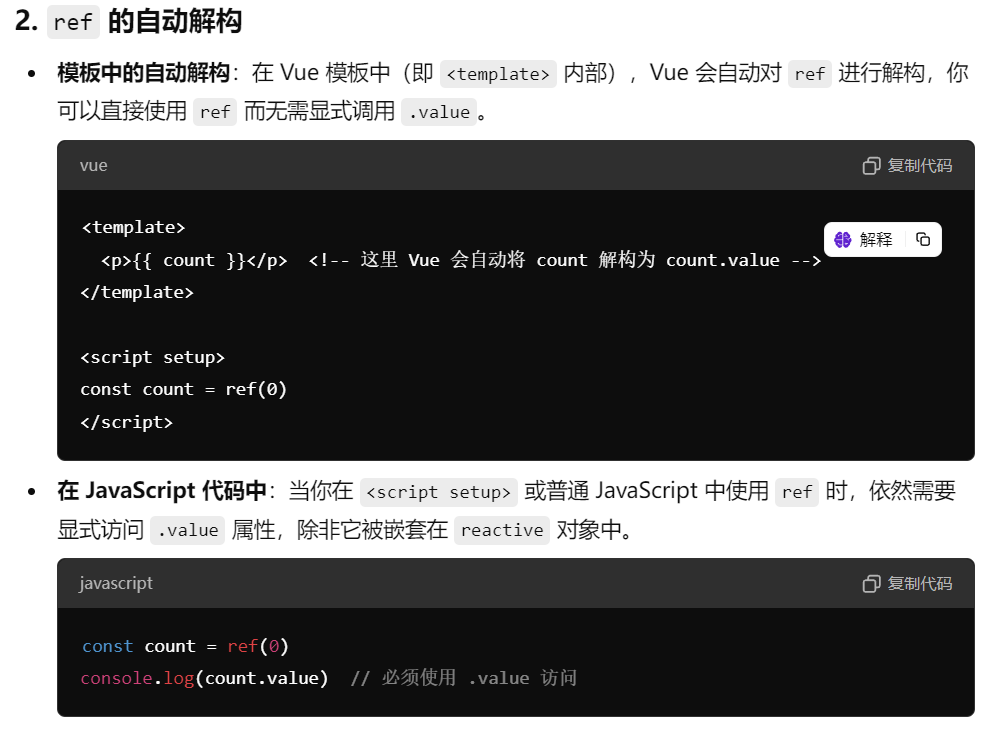 2. ref 的自动解构
• 模板中的自动解构：在 Vue 模板中（即 <template> 内部），Vue 会自动对 ref 进行解构，你
可以直接使用 ref 而无需显式调用 .value。
vue 复制代码
<template>
解释
  <p>{{ count }}</p>  <!-- 这里 Vue 会自动将 count 解构为 count.value -->
</template>
<script setup>
const count = ref(0)
</script>
• 在 JavaScript 代码中：当你在 <script setup> 或普通 JavaScript 中使用 ref 时，依然需要
显式访问 .value 属性，除非它被嵌套在 reactive 对象中。
javascript 复制代码
const count = ref(0)
console.log(count.value)  // 必须使用 .value 访问